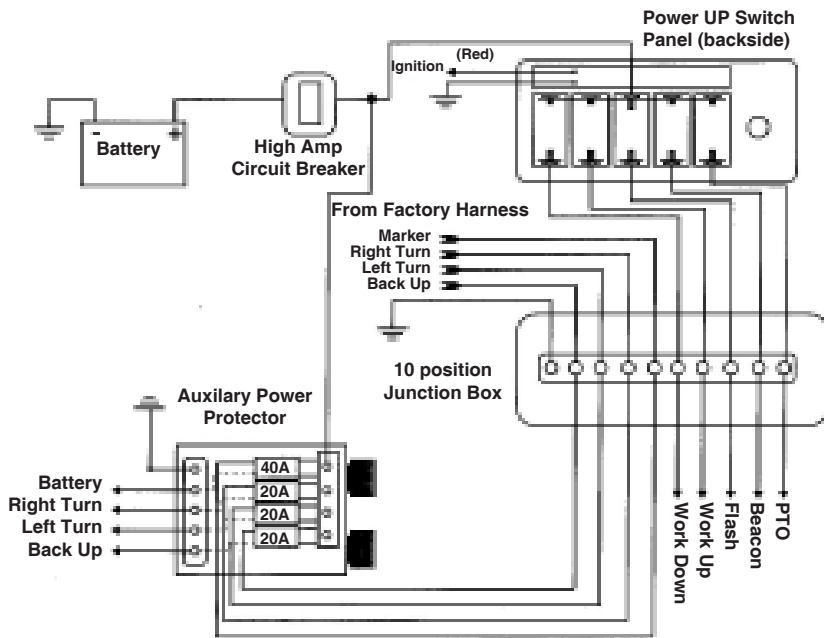 Power UP Switch
Panel (backside)
(Red)
Ignition
Battery
-
+
High Amp
Circuit Breaker
From Factory Harness
Marker
Right Turn
Left Turn
Back Up
10 position
Junction Box
Auxilary Power
Protector
40A
20A
20A
20A
Battery
Right Turn
Left Turn
Back Up
Work Down
Work Up
Flash
Beacon
PTO